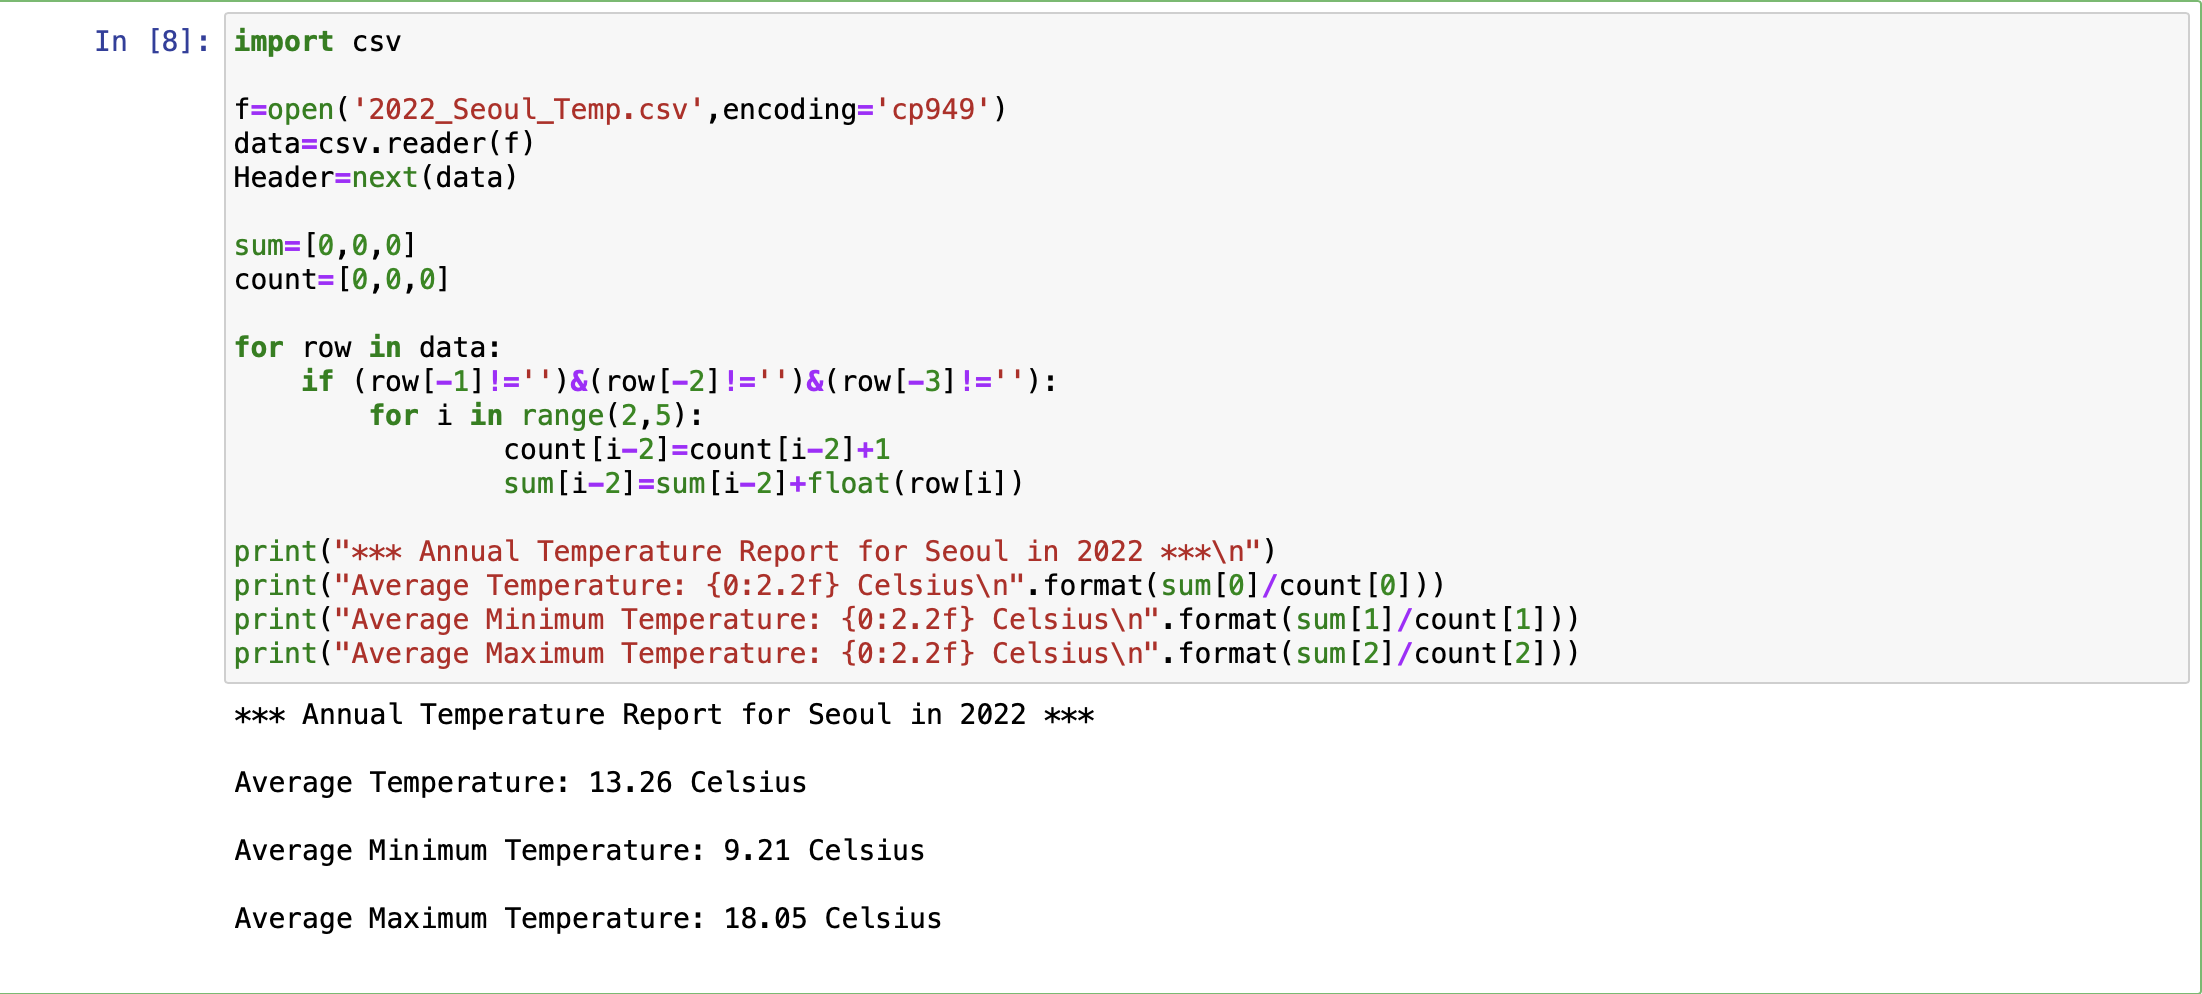 In [8]: import csv
f=open('2022_Seoul_Temp.csv',encoding='cp949')
data=csv.reader(f)
Header=next(data)
sum=[0,0,0]
count=[0,0,0]
for row in data:
    if (row[-1]!='')&(row[-2]!='')&(row[-3]!=''):
        for i in range(2,5):
                count[i-2]=count[i-2]+1
                sum[i-2]=sum[i-2]+float(row[i])
print("*** Annual Temperature Report for Seoul in 2022 ***\n")
print("Average Temperature: {0:2.2f} Celsius\n".format(sum[0]/count[0]))
print("Average Minimum Temperature: {0:2.2f} Celsius\n".format(sum[1]/count[1]))
print("Average Maximum Temperature: {0:2.2f} Celsius\n".format(sum[2]/count[2]))
*** Annual Temperature Report for Seoul in 2022 ***
Average Temperature: 13.26 Celsius
Average Minimum Temperature: 9.21 Celsius
Average Maximum Temperature: 18.05 Celsius